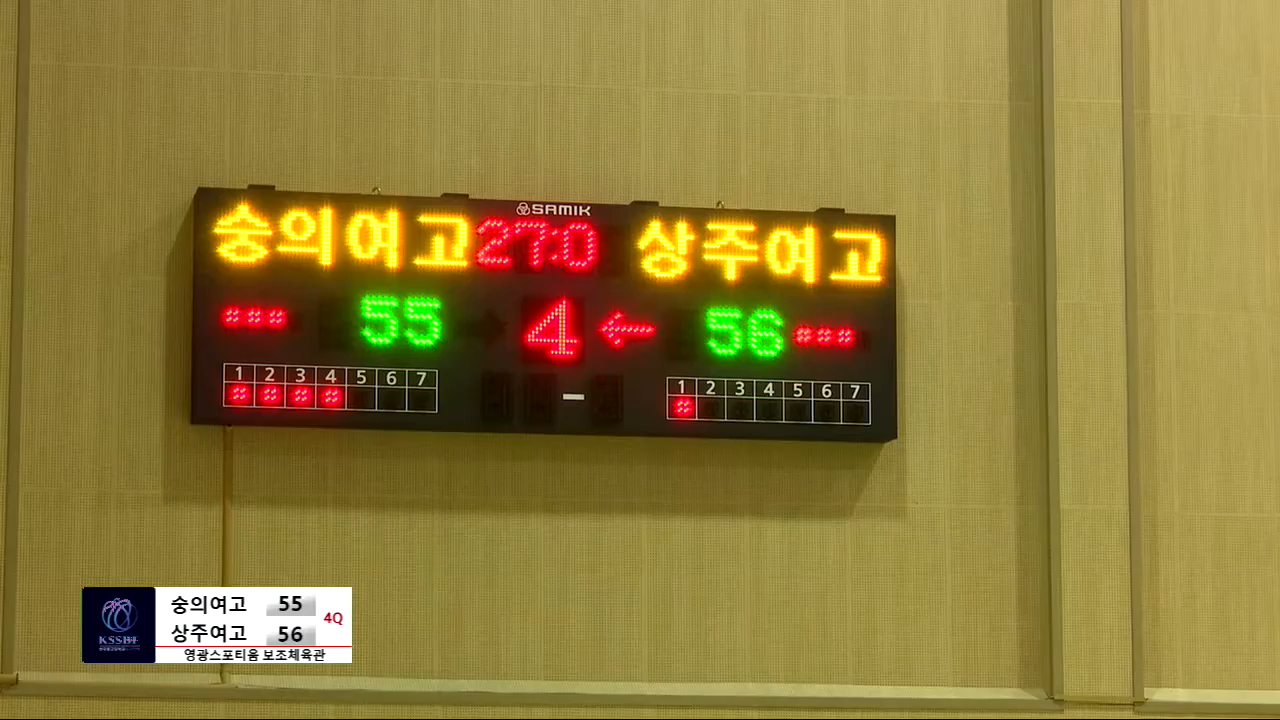 SAMIK
숭의여고 27:0 상주여고
55 4 56
1 2 3 4 5 6 7
1 2 3 4 5 6 7
숭의여고 55
상주여고 56
4Q
KSSBF
영광스포티움 보조체육관